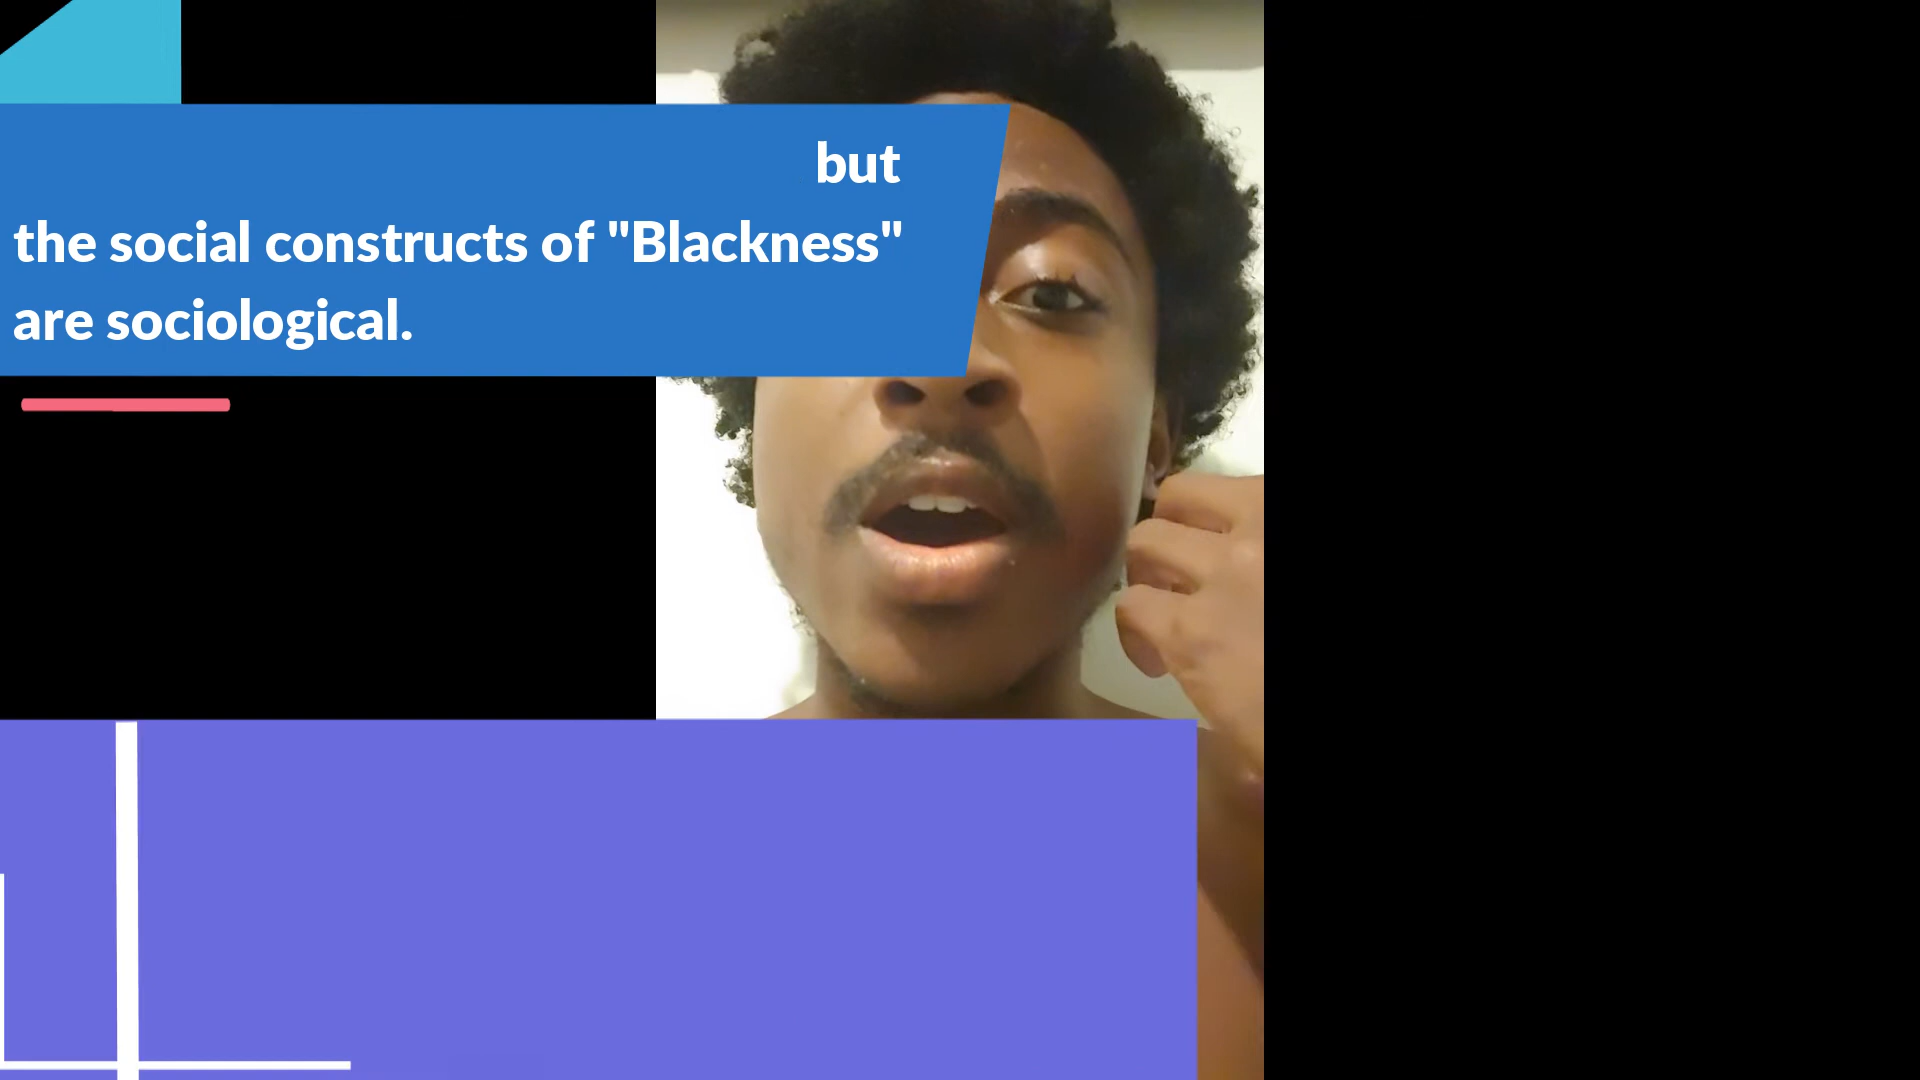 but
the social constructs of "Blackness"
are sociological.